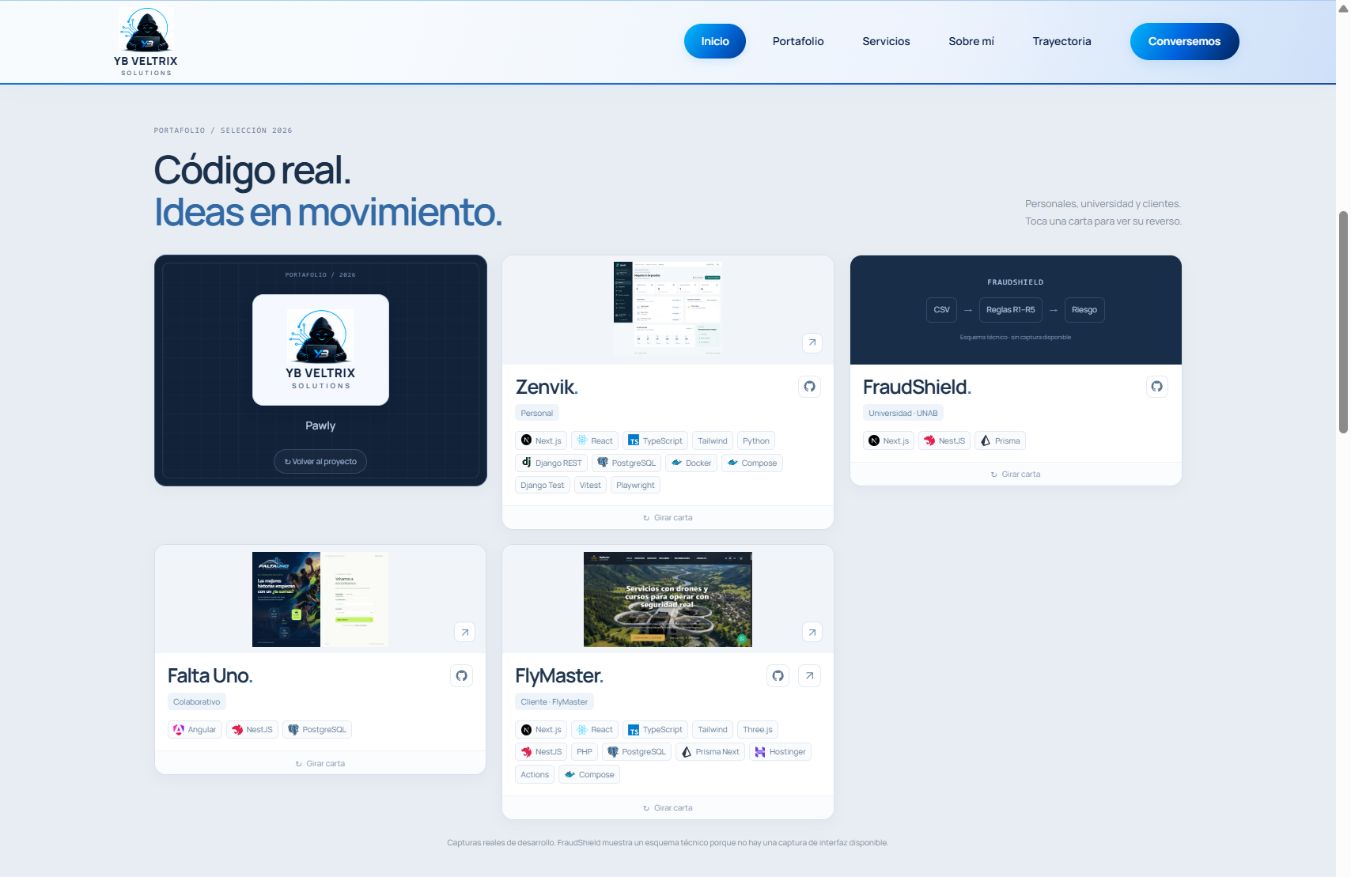 YB VELTRIX
SOLUTIONS
Inicio
Portafolio
Servicios
Sobre mí
Trayectoria
Conversemos
PORTAFOLIO / SELECCIÓN 2026
Código real.
Ideas en movimiento.
Personales, universidad y clientes.
Toca una carta para ver su reverso.
PORTAFOLIO / 2026
YB
YB VELTRIX
SOLUTIONS
Pawly
↻ Volver al proyecto
Zenvik.
Personal
Next.js React TypeScript Tailwind Python
Django REST PostgreSQL Docker Compose
Django Test Vitest Playwright
↻ Girar carta
FRAUDSHIELD
CSV → Reglas R1–R5 → Riesgo
Esquema técnico · sin captura disponible
FraudShield.
Universidad · UNAB
Next.js NestJS Prisma
↻ Girar carta
FALTAUNO
Falta Uno.
Colaborativo
Angular NestJS PostgreSQL
↻ Girar carta
Servicios con drones y
cursos para operar con
seguridad real
FlyMaster.
Cliente · FlyMaster
Next.js React TypeScript Tailwind Three.js
NestJS PHP PostgreSQL Prisma Next Hostinger
Actions Compose
↻ Girar carta
Capturas reales de desarrollo. FraudShield muestra un esquema técnico porque no hay una captura de interfaz disponible.